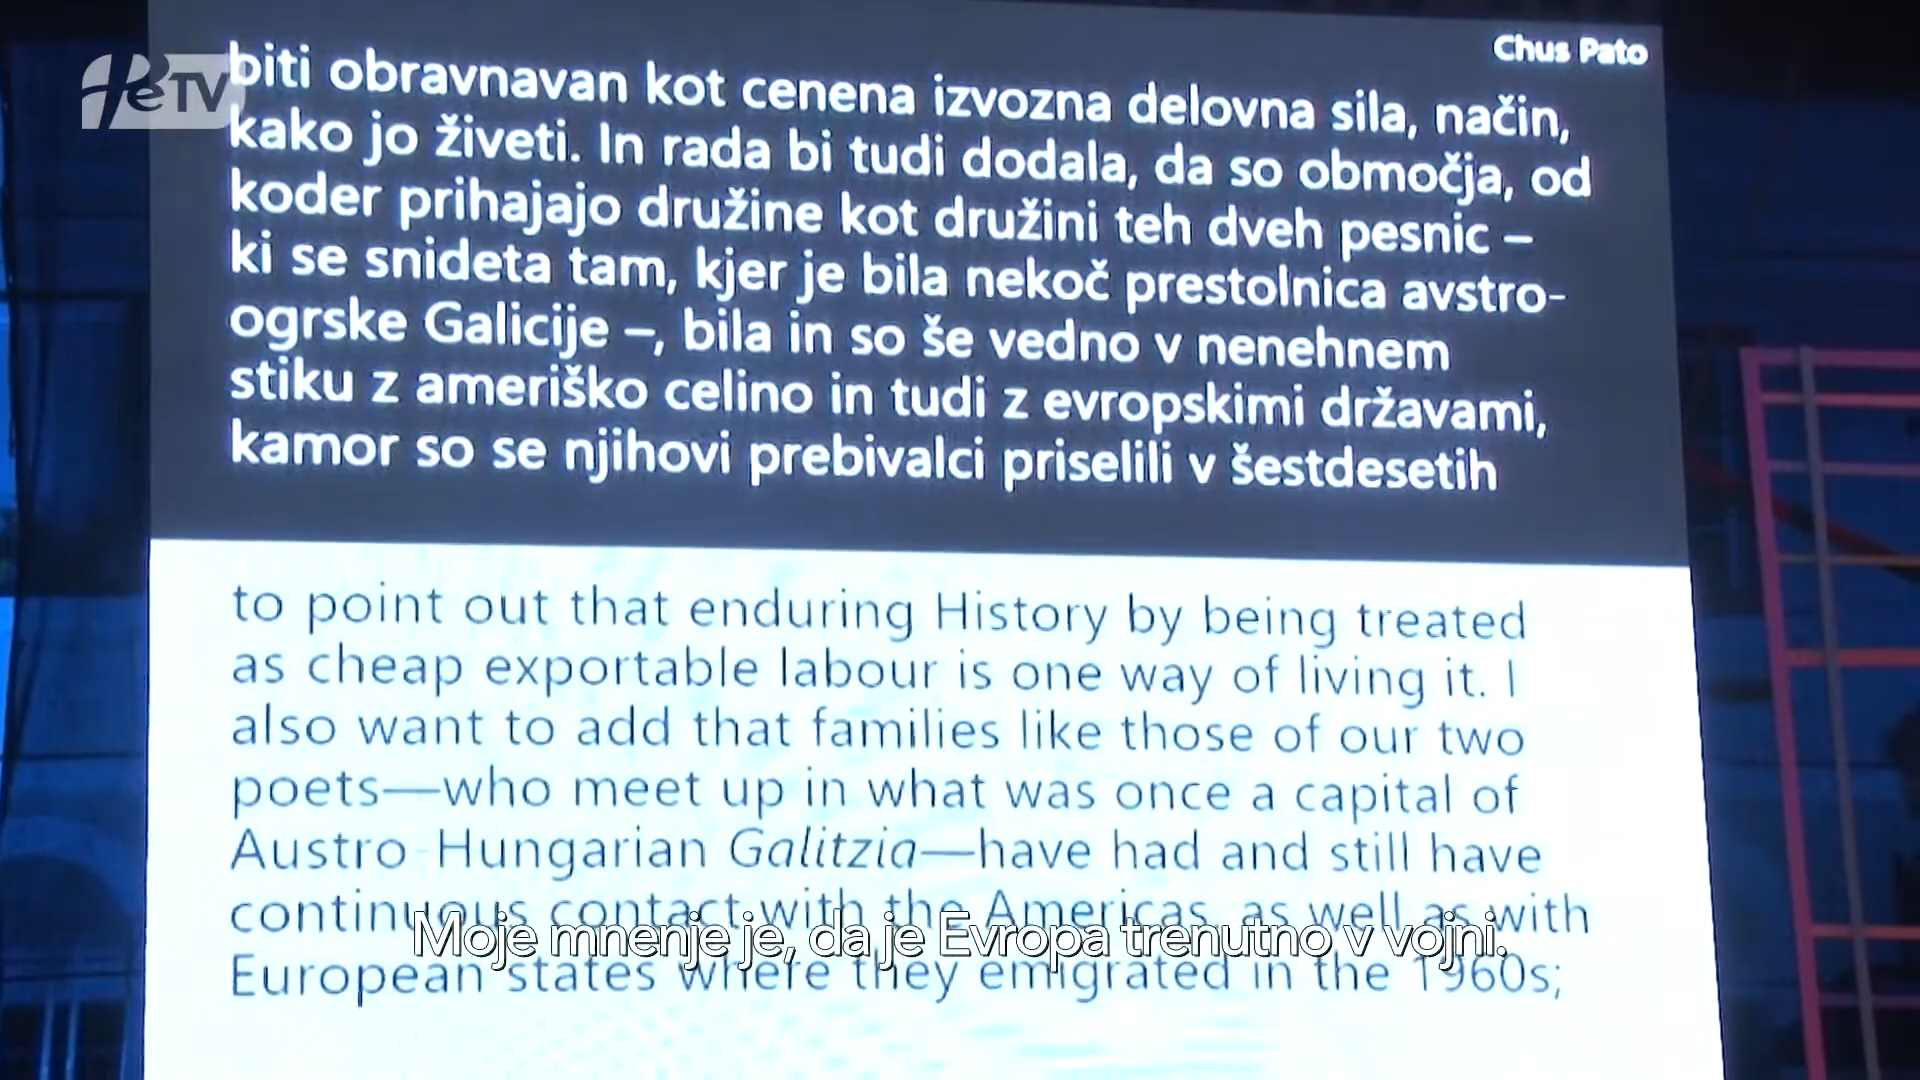 HeTV
Chus Pato
biti obravnavan kot cenena izvozna delovna sila, način,
kako jo živeti. In rada bi tudi dodala, da so območja, od
koder prihajajo družine kot družini teh dveh pesnic –
ki se snideta tam, kjer je bila nekoč prestolnica avstro-
ogrske Galicije –, bila in so še vedno v nenehnem
stiku z ameriško celino in tudi z evropskimi državami,
kamor so se njihovi prebivalci priselili v šestdesetih
to point out that enduring History by being treated
as cheap exportable labour is one way of living it. I
also want to add that families like those of our two
poets—who meet up in what was once a capital of
Austro-Hungarian Galitzia—have had and still have
continuous contact with the Americas, as well as with
Moje mnenje je, da je Evropa trenutno v vojni.
European states where they emigrated in the 1960s;